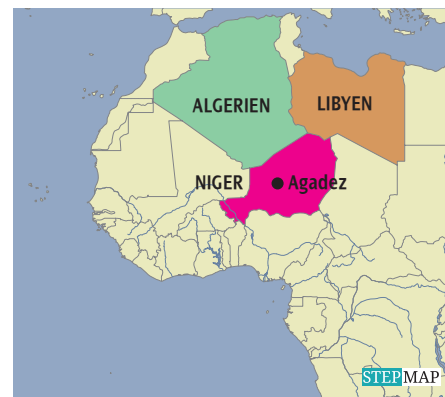 ALGERIEN
LIBYEN
NIGER
Agadez
STEPMAP